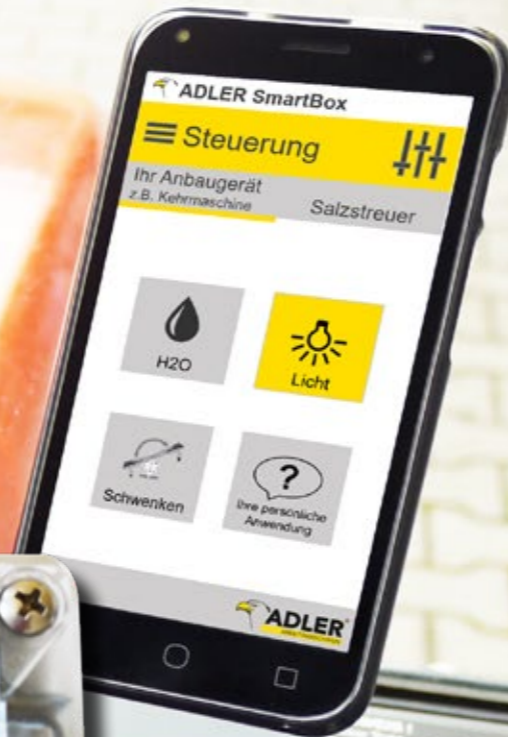 ADLER SmartBox
Steuerung
Ihr Anbaugerät
z.B. Kehrmaschine
Salzstreuer
H2O
Licht
Schwenken
?
Ihre persönliche
Anwendung
ADLER